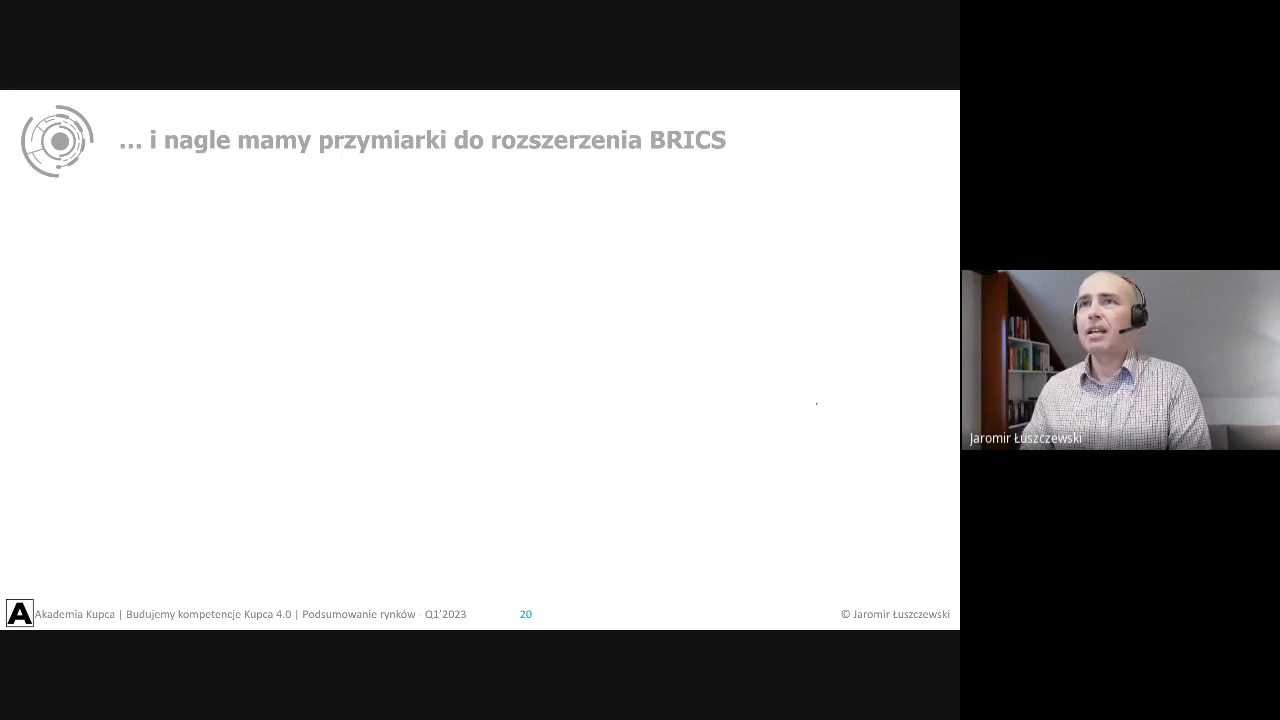 ... i nagle mamy przymiarki do rozszerzenia BRICS
Jaromir Łuszczewski
A Akademia Kupca | Budujemy kompetencje Kupca 4.0 | Podsumowanie rynków - Q1’2023
20
© Jaromir Łuszczewski